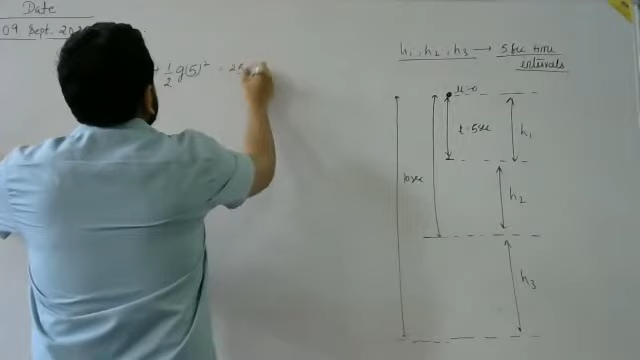 Date
09 Sept. 202
+ 1/2 g(5)² = 25
h₁, h₂, h₃ → 5 sec time
intervals
u=0
t=5sec
h₁
10sec
h₂
h₃